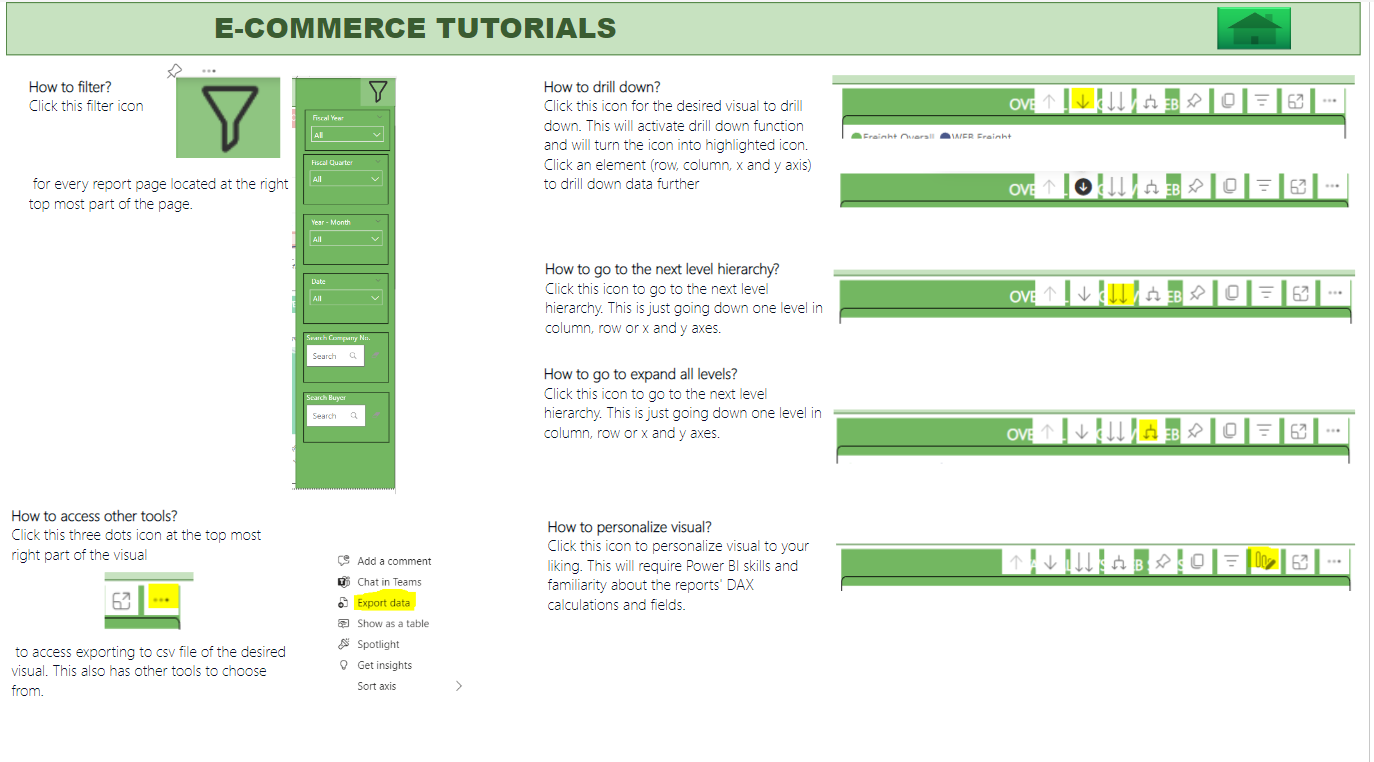 E-COMMERCE TUTORIALS
How to filter?
Click this filter icon
for every report page located at the right
top most part of the page.
Fiscal Year
All
Fiscal Quarter
All
Year - Month
All
Date
All
Search Company No.
Search
Search Buyer
Search
How to access other tools?
Click this three dots icon at the top most
right part of the visual
to access exporting to csv file of the desired
visual. This also has other tools to choose
from.
Add a comment
Chat in Teams
Export data
Show as a table
Spotlight
Get insights
Sort axis
How to drill down?
Click this icon for the desired visual to drill
down. This will activate drill down function
and will turn the icon into highlighted icon.
Click an element (row, column, x and y axis)
to drill down data further
Freight Overall WEB Freight
How to go to the next level hierarchy?
Click this icon to go to the next level
hierarchy. This is just going down one level in
column, row or x and y axes.
How to go to expand all levels?
Click this icon to go to the next level
hierarchy. This is just going down one level in
column, row or x and y axes.
How to personalize visual?
Click this icon to personalize visual to your
liking. This will require Power BI skills and
familiarity about the reports' DAX
calculations and fields.